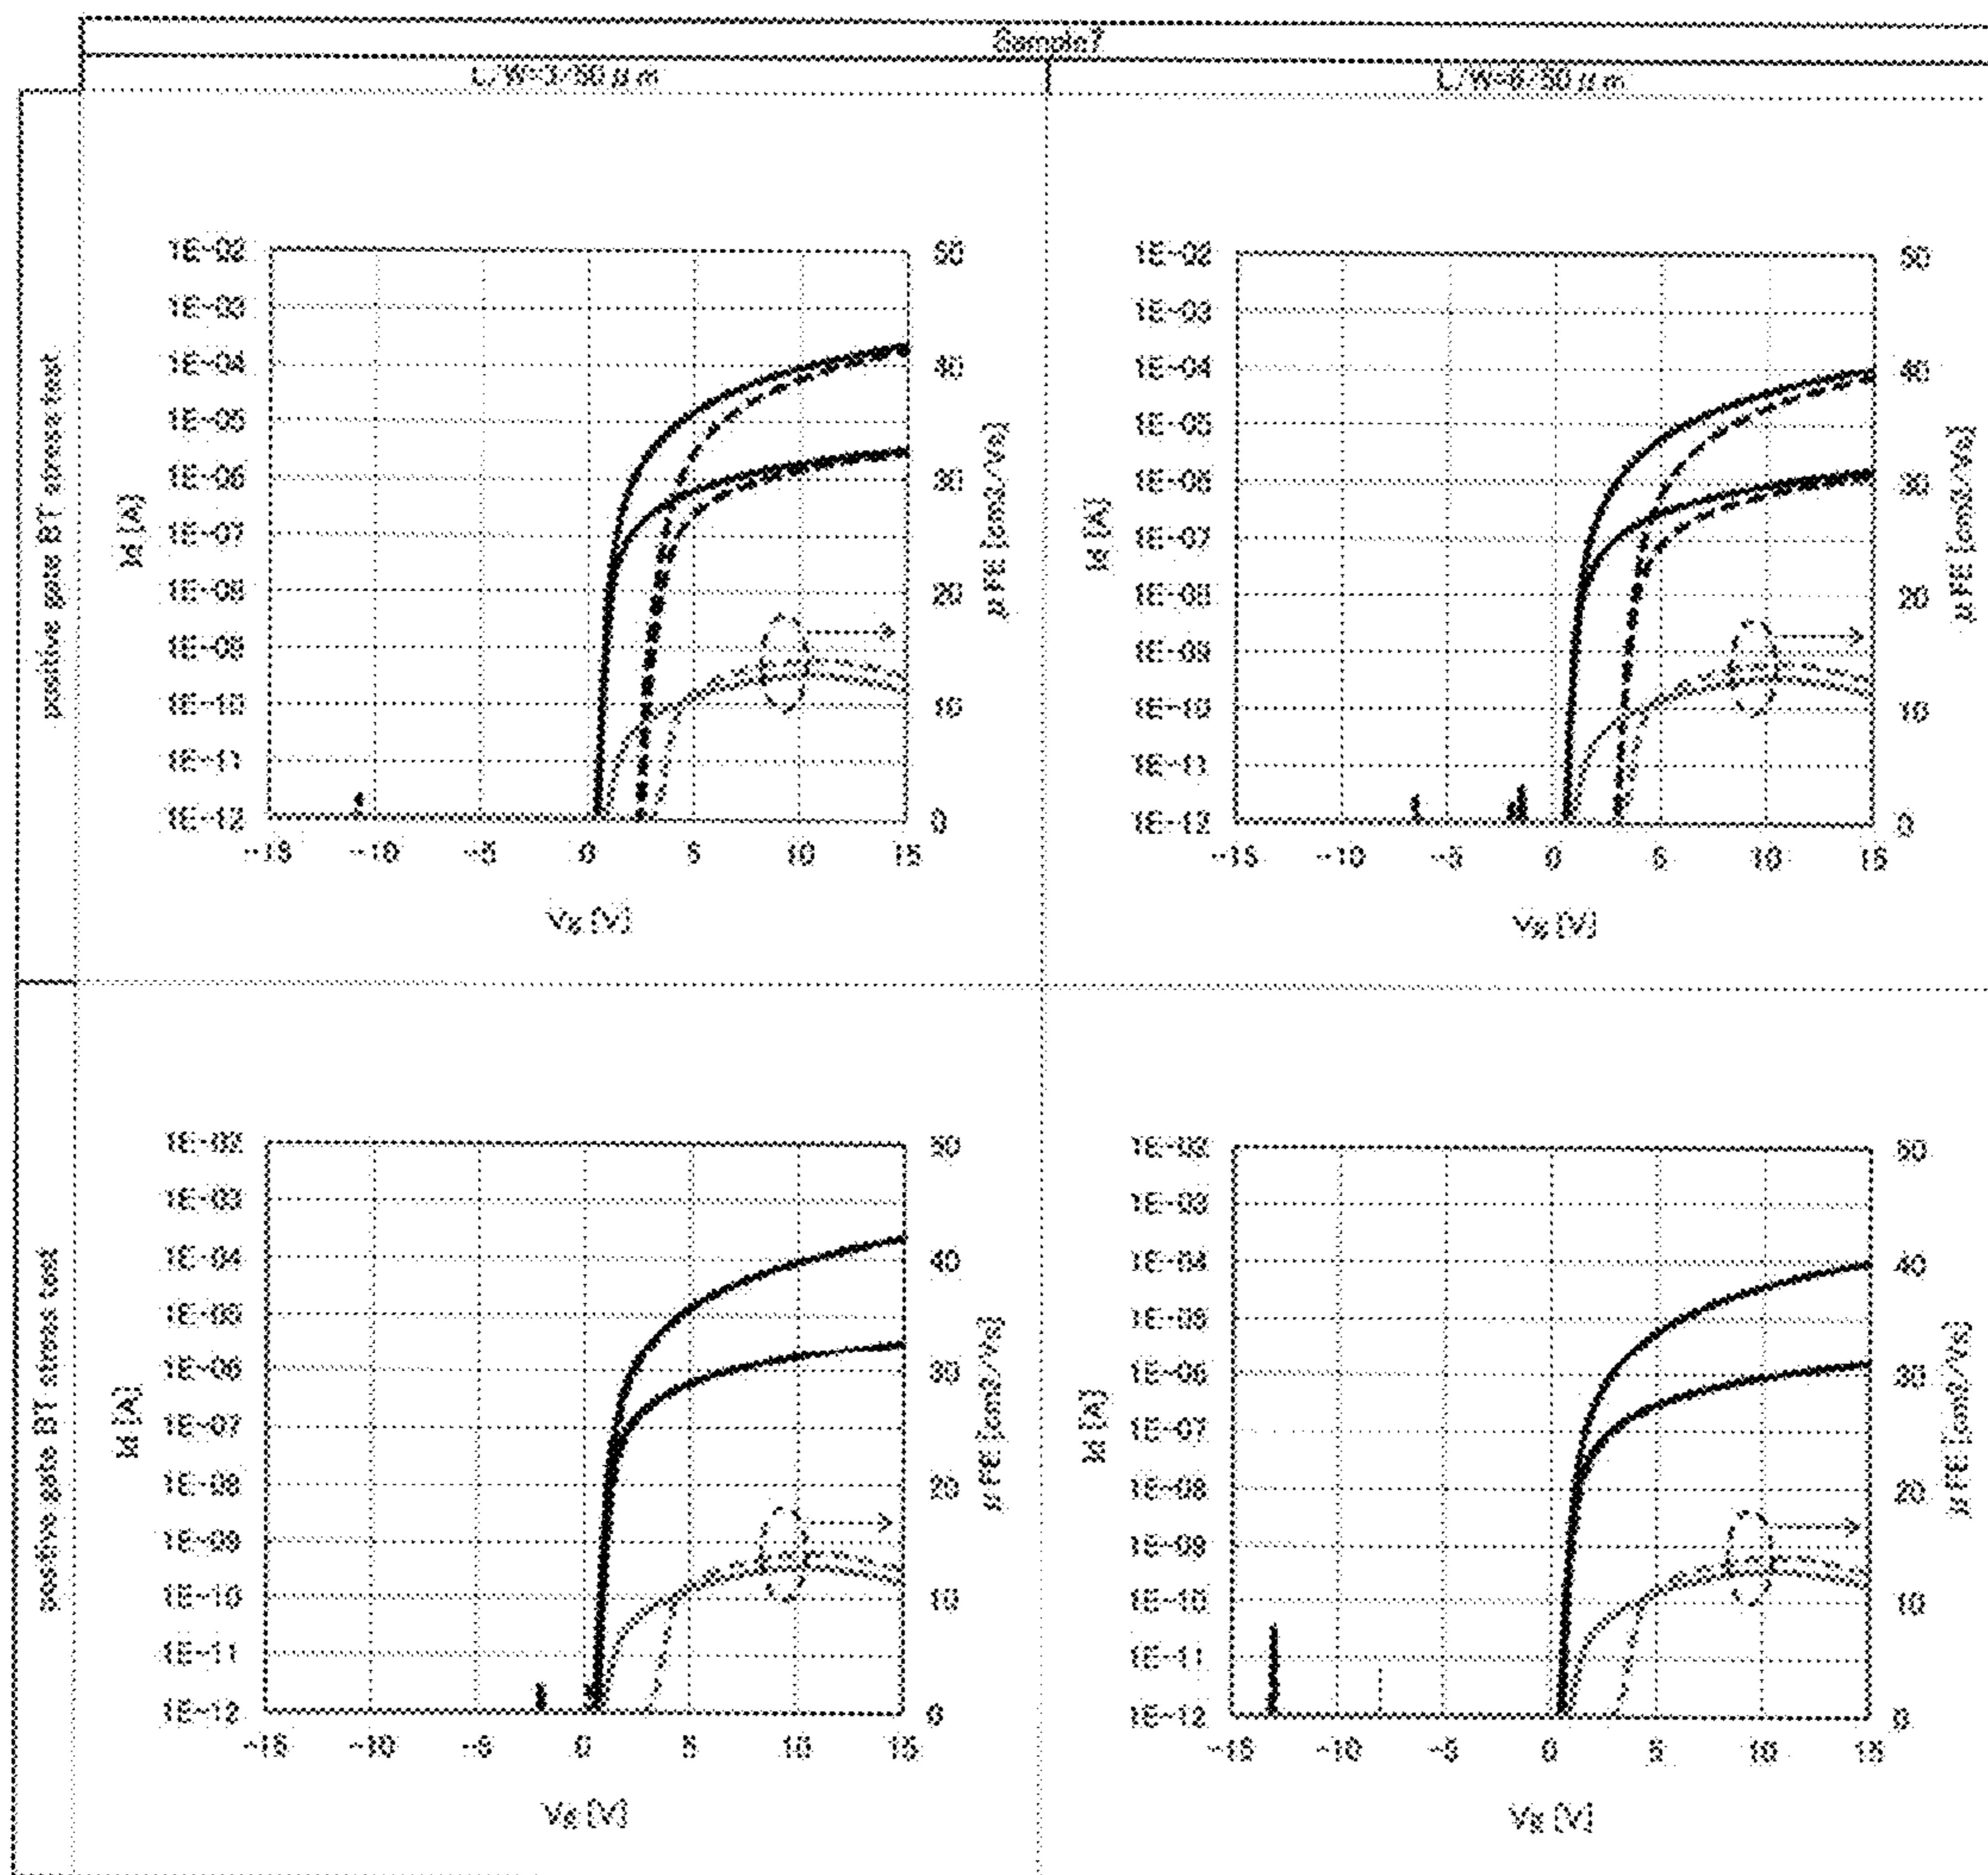 Sample7
L/W=3/50 μm
L/W=6/50 μm
positive gate BT stress test
1E-02
1E-03
1E-04
1E-05
1E-06
1E-07
1E-08
1E-09
1E-10
1E-11
1E-12
Id [A]
50
40
30
20
10
0
μFE [cm2/Vs]
-15 -10 -5 0 5 10 15
Vg [V]
1E-02
1E-03
1E-04
1E-05
1E-06
1E-07
1E-08
1E-09
1E-10
1E-11
1E-12
Id [A]
50
40
30
20
10
0
μFE [cm2/Vs]
-15 -10 -5 0 5 10 15
Vg [V]
positive gate BT stress test
1E-02
1E-03
1E-04
1E-05
1E-06
1E-07
1E-08
1E-09
1E-10
1E-11
1E-12
Id [A]
50
40
30
20
10
0
μFE [cm2/Vs]
-15 -10 -5 0 5 10 15
Vg [V]
1E-02
1E-03
1E-04
1E-05
1E-06
1E-07
1E-08
1E-09
1E-10
1E-11
1E-12
Id [A]
50
40
30
20
10
0
μFE [cm2/Vs]
-15 -10 -5 0 5 10 15
Vg [V]